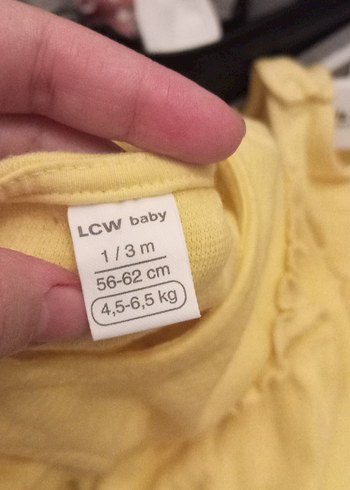 LCW baby
1 / 3 m
56-62 cm
4,5-6,5 kg